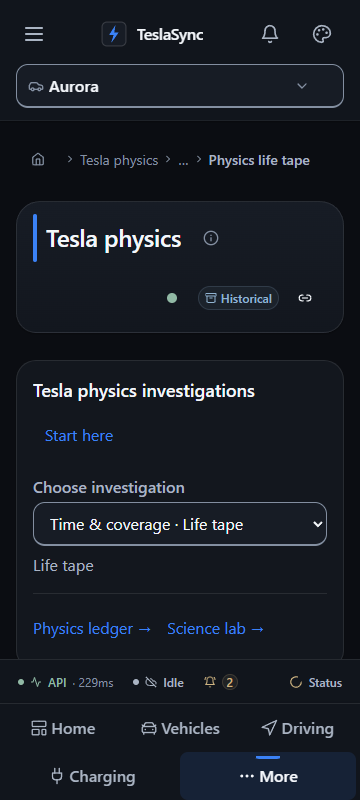 TeslaSync
Aurora
Tesla physics ... Physics life tape
Tesla physics
Historical
Tesla physics investigations
Start here
Choose investigation
Time & coverage · Life tape
Life tape
Physics ledger → Science lab →
API · 229ms Idle 2 Status
Home Vehicles Driving
Charging More